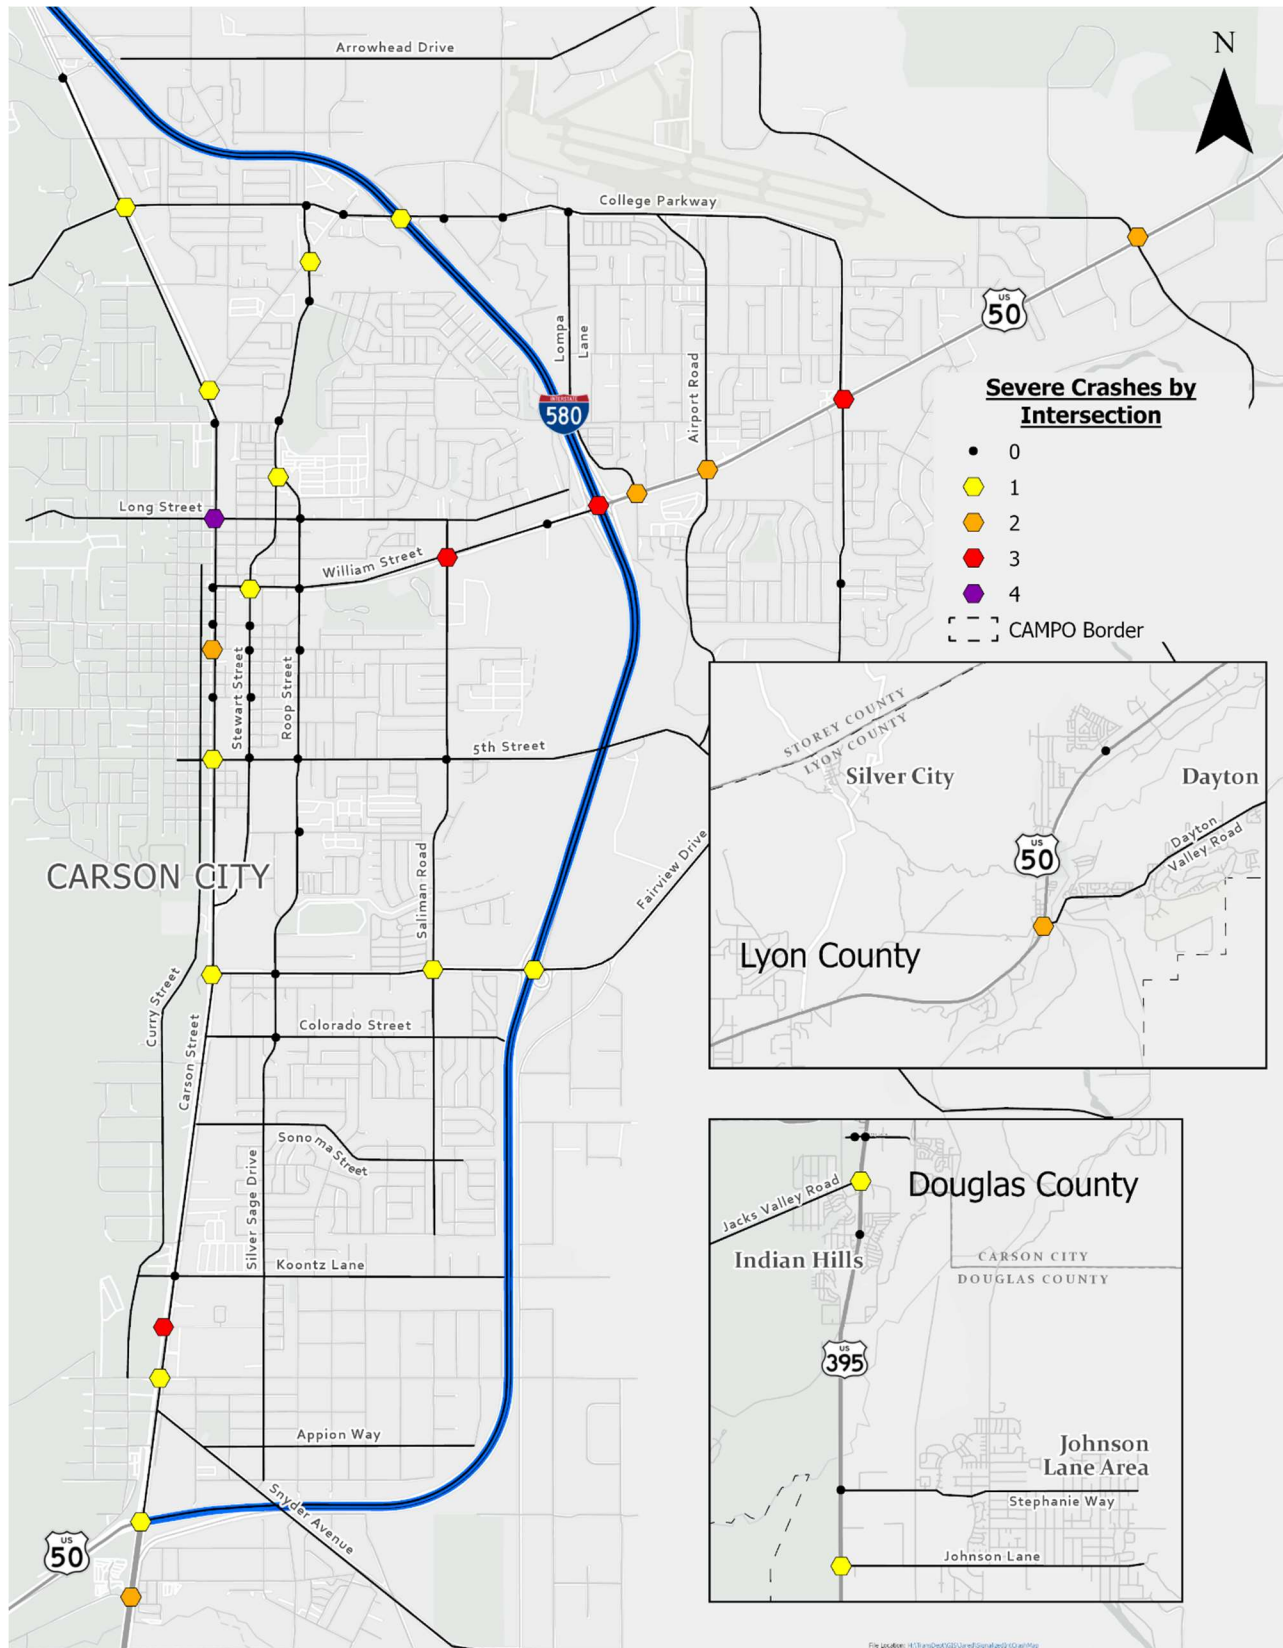 Arrowhead Drive
N
College Parkway
US
50
Lompa
Lane
Airport Road
INTERSTATE
580
Severe Crashes by
Intersection
0
1
2
3
4
CAMPO Border
Long Street
William Street
Stewart Street
Roop Street
5th Street
CARSON CITY
Saliman Road
Fairview Drive
Curry Street
Carson Street
Colorado Street
Sonoma Street
Silver Sage Drive
Koontz Lane
Appion Way
Snyder Avenue
US
50
STOREY COUNTY
LYON COUNTY
Silver City
Dayton
US
50
Dayton
Valley Road
Lyon County
Jacks Valley Road
Douglas County
Indian Hills
CARSON CITY
DOUGLAS COUNTY
US
395
Johnson
Lane Area
Stephanie Way
Johnson Lane
File Location: